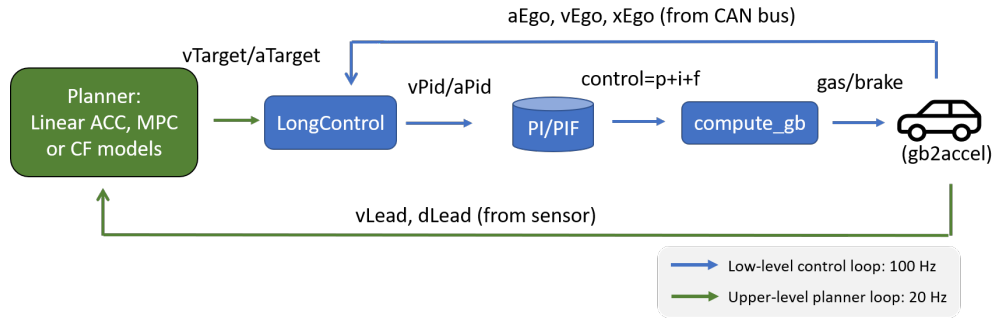 aEgo, vEgo, xEgo (from CAN bus)
vTarget/aTarget
Planner:
Linear ACC, MPC
or CF models
LongControl
vPid/aPid
PI/PIF
control=p+i+f
compute_gb
gas/brake
(gb2accel)
vLead, dLead (from sensor)
Low-level control loop: 100 Hz
Upper-level planner loop: 20 Hz